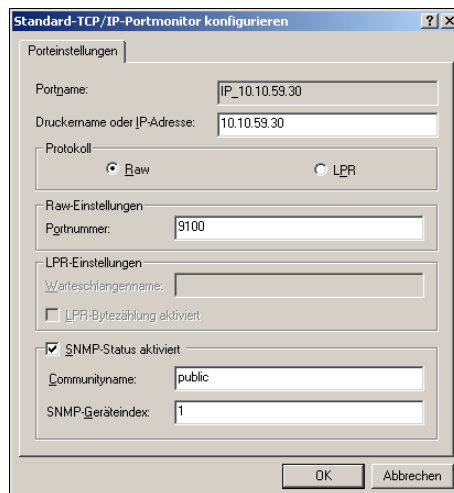 Standard-TCP/IP-Portmonitor konfigurieren
Porteinstellungen
Portname: IP_10.10.59.30
Druckername oder IP-Adresse: 10.10.59.30
Protokoll
Raw LPR
Raw-Einstellungen
Portnummer: 9100
LPR-Einstellungen
Warteschlangenname:
LPR-Bytezählung aktiviert
SNMP-Status aktiviert
Communityname: public
SNMP-Geräteindex: 1
OK Abbrechen